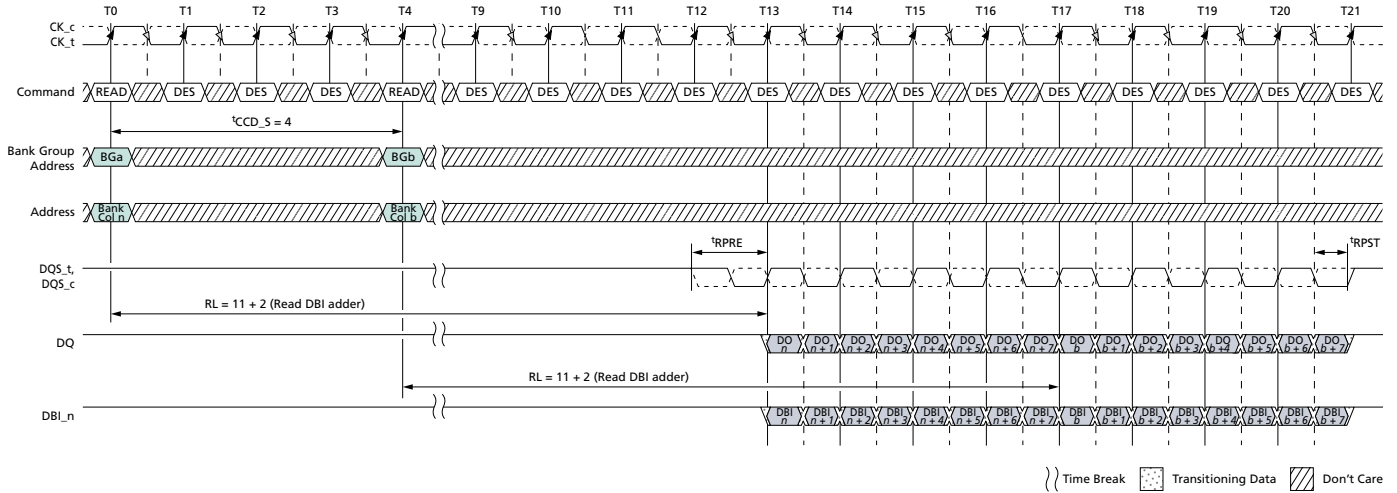 T0 T1 T2 T3 T4 T9 T10 T11 T12 T13 T14 T15 T16 T17 T18 T19 T20 T21
CK_c
CK_t
Command READ DES DES DES READ DES DES DES DES DES DES DES DES DES DES DES DES DES
tCCD_S = 4
Bank Group
Address
BGa BGb
Address
Bank
Col n
Bank
Col b
tRPRE tRPST
DQS_t,
DQS_c
RL = 11 + 2 (Read DBI adder)
DQ
DO
n
DO
n + 1
DO
n + 2
DO
n + 3
DO
n + 4
DO
n + 5
DO
n + 6
DO
n + 7
DO
b
DO
b + 1
DO
b + 2
DO
b + 3
DO
b + 4
DO
b + 5
DO
b + 6
DO
b + 7
RL = 11 + 2 (Read DBI adder)
DBI_n
DBI
n
DBI
n + 1
DBI
n + 2
DBI
n + 3
DBI
n + 4
DBI
n + 5
DBI
n + 6
DBI
n + 7
DBI
b
DBI
b + 1
DBI
b + 2
DBI
b + 3
DBI
b + 4
DBI
b + 5
DBI
b + 6
DBI
b + 7
Time Break Transitioning Data Don't Care